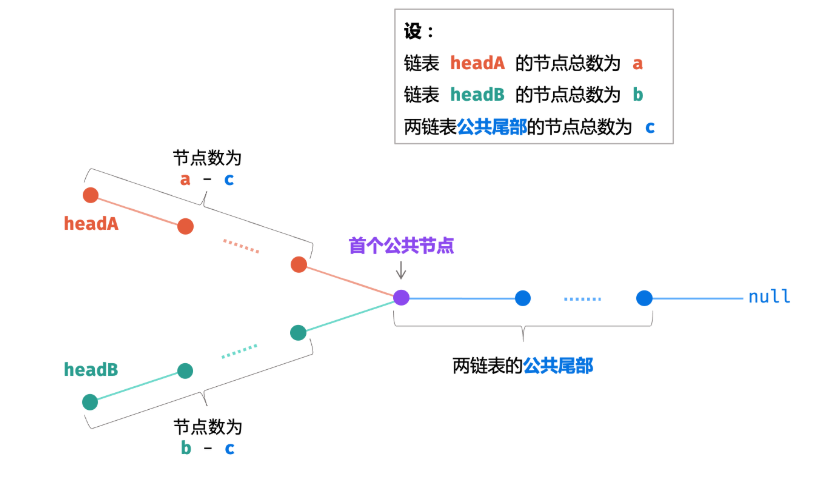 设：
链表 headA 的节点总数为 a
链表 headB 的节点总数为 b
两链表公共尾部的节点总数为 c
节点数为
a - c
headA
首个公共节点
null
headB
两链表的公共尾部
节点数为
b - c